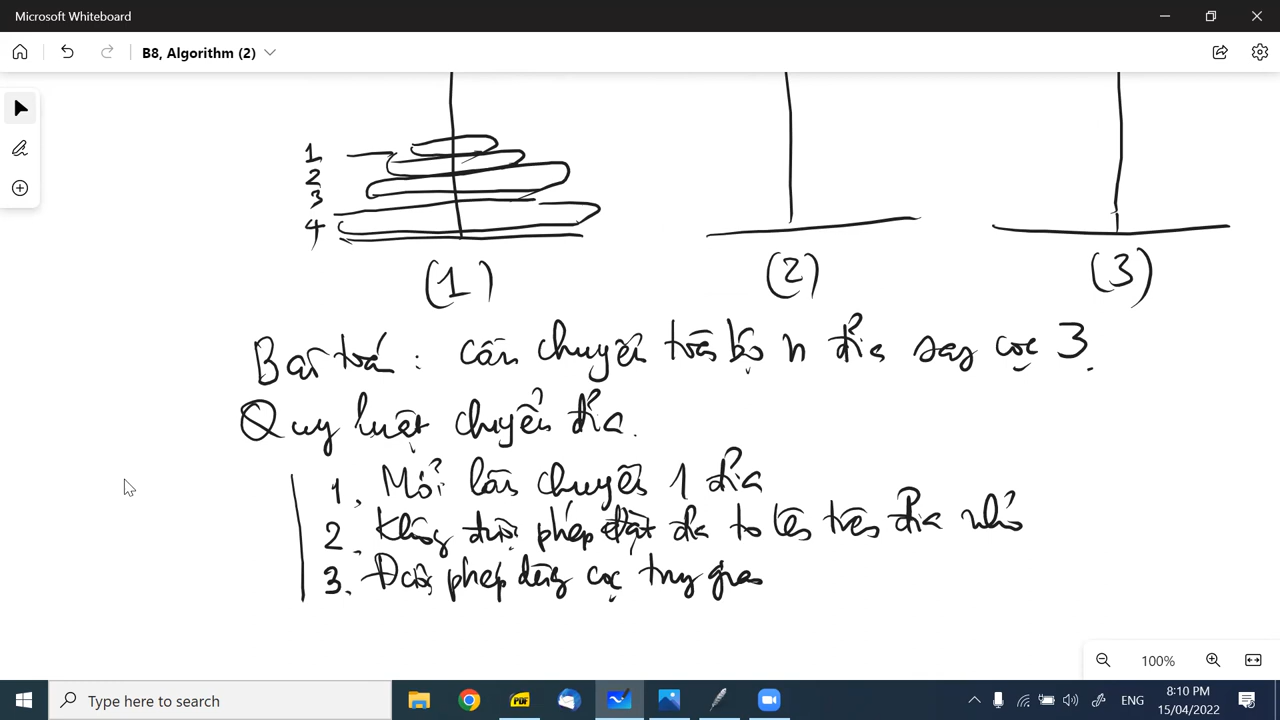 Microsoft Whiteboard
B8, Algorithm (2)
1
2
3
4
(1) (2) (3)
Bài toán : cần chuyển toàn bộ n đĩa sang cọc 3.
Quy luật chuyển đĩa.
1, Mỗi lần chuyển 1 đĩa
2, Không được phép đặt đĩa to lên trên đĩa nhỏ
3. Được phép dùng cọc trung gian
100%
Type here to search
PDF
ENG
8:10 PM
15/04/2022